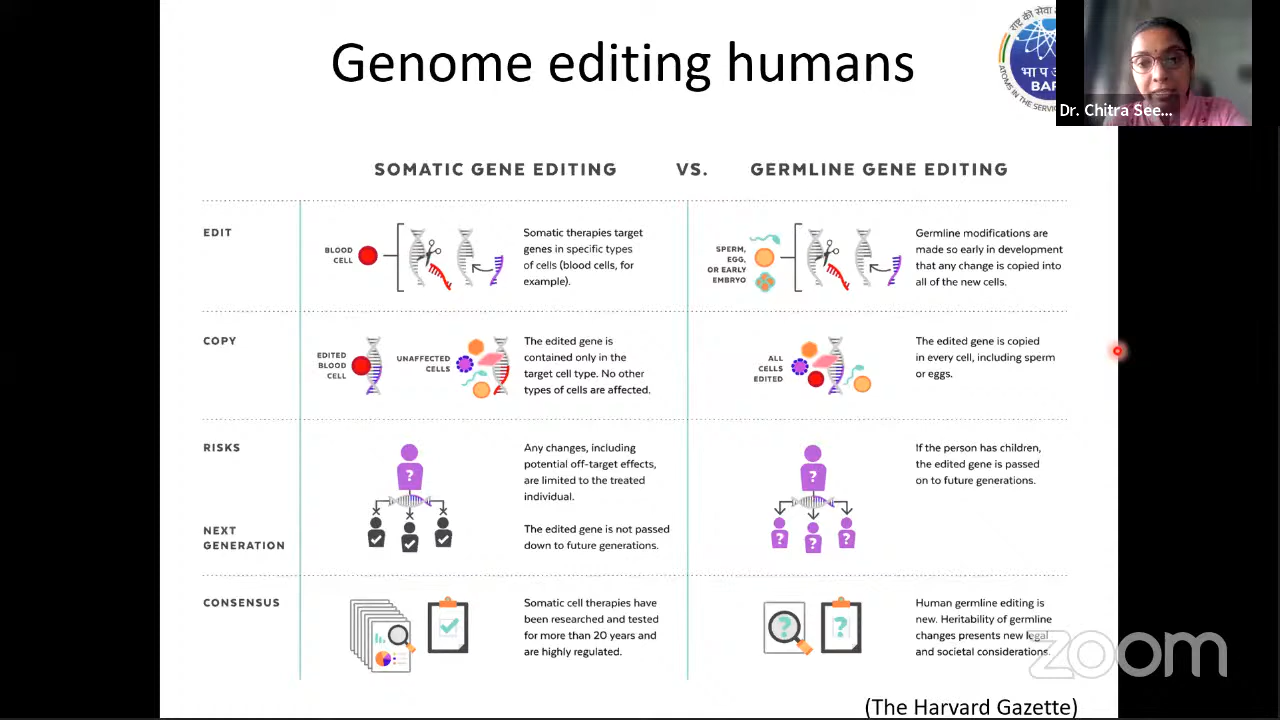 Genome editing humans
राष्ट्र की सेवा
भा प
BAR
ATOMS IN THE SERVICE
Dr. Chitra See...
SOMATIC GENE EDITING VS. GERMLINE GENE EDITING
EDIT
BLOOD
CELL
Somatic therapies target
genes in specific types
of cells (blood cells, for
example).
SPERM,
EGG,
OR EARLY
EMBRYO
Germline modifications are
made so early in development
that any change is copied into
all of the new cells.
COPY
EDITED
BLOOD
CELL
UNAFFECTED
CELLS
The edited gene is
contained only in the
target cell type. No other
types of cells are affected.
ALL
CELLS
EDITED
The edited gene is copied
in every cell, including sperm
or eggs.
RISKS
?
Any changes, including
potential off-target effects,
are limited to the treated
individual.
?
If the person has children,
the edited gene is passed
on to future generations.
NEXT
GENERATION
The edited gene is not passed
down to future generations.
? ? ?
CONSENSUS
Somatic cell therapies have
been researched and tested
for more than 20 years and
are highly regulated.
? ?
Human germline editing is
new. Heritability of germline
changes presents new legal
and societal considerations.
zoom
(The Harvard Gazette)